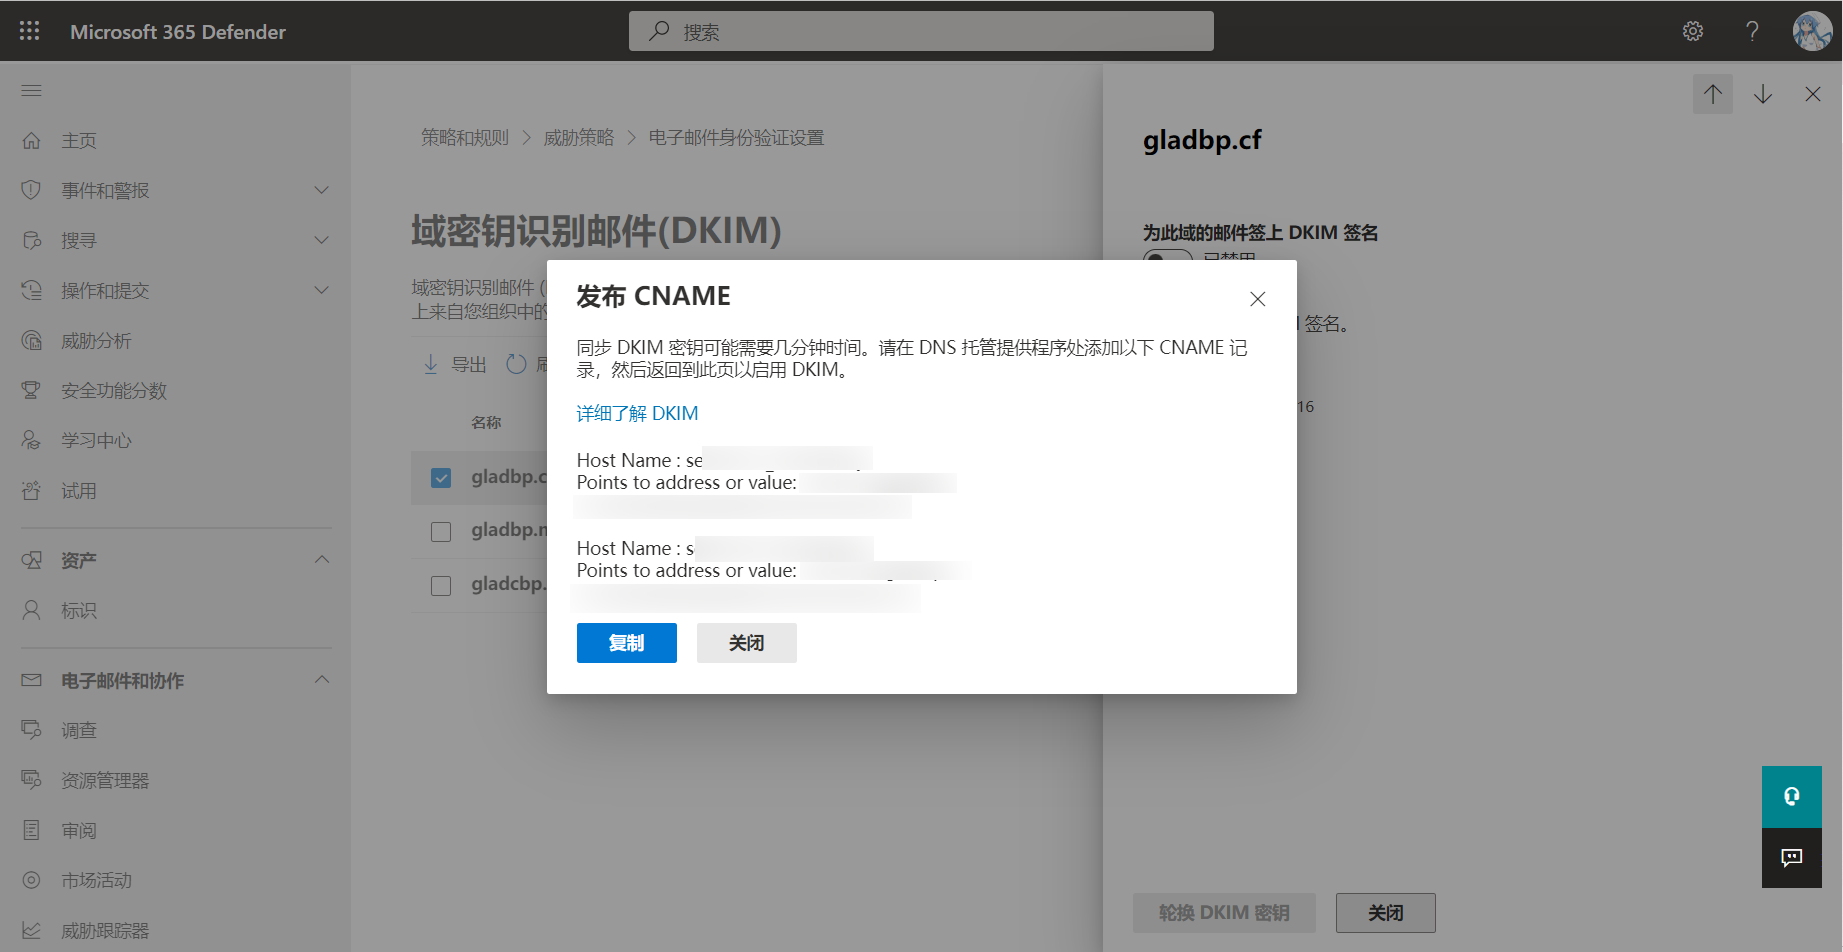 Microsoft 365 Defender
搜索
主页
事件和警报
搜寻
操作和提交
威胁分析
安全功能分数
学习中心
试用
资产
标识
电子邮件和协作
调查
资源管理器
审阅
市场活动
威胁跟踪器
策略和规则 > 威胁策略 > 电子邮件身份验证设置
域密钥识别邮件(DKIM)
域密钥识别邮件 (
上来自您组织中的
导出
名称
gladbp.c
gladbp.
gladcbp.
发布 CNAME
同步 DKIM 密钥可能需要几分钟时间。请在 DNS 托管提供程序处添加以下 CNAME 记
录，然后返回到此页以启用 DKIM。
详细了解 DKIM
Host Name : se
Points to address or value:
Host Name : s
Points to address or value:
复制
关闭
gladbp.cf
为此域的邮件签上 DKIM 签名
已禁用
签名。
16
轮换 DKIM 密钥
关闭